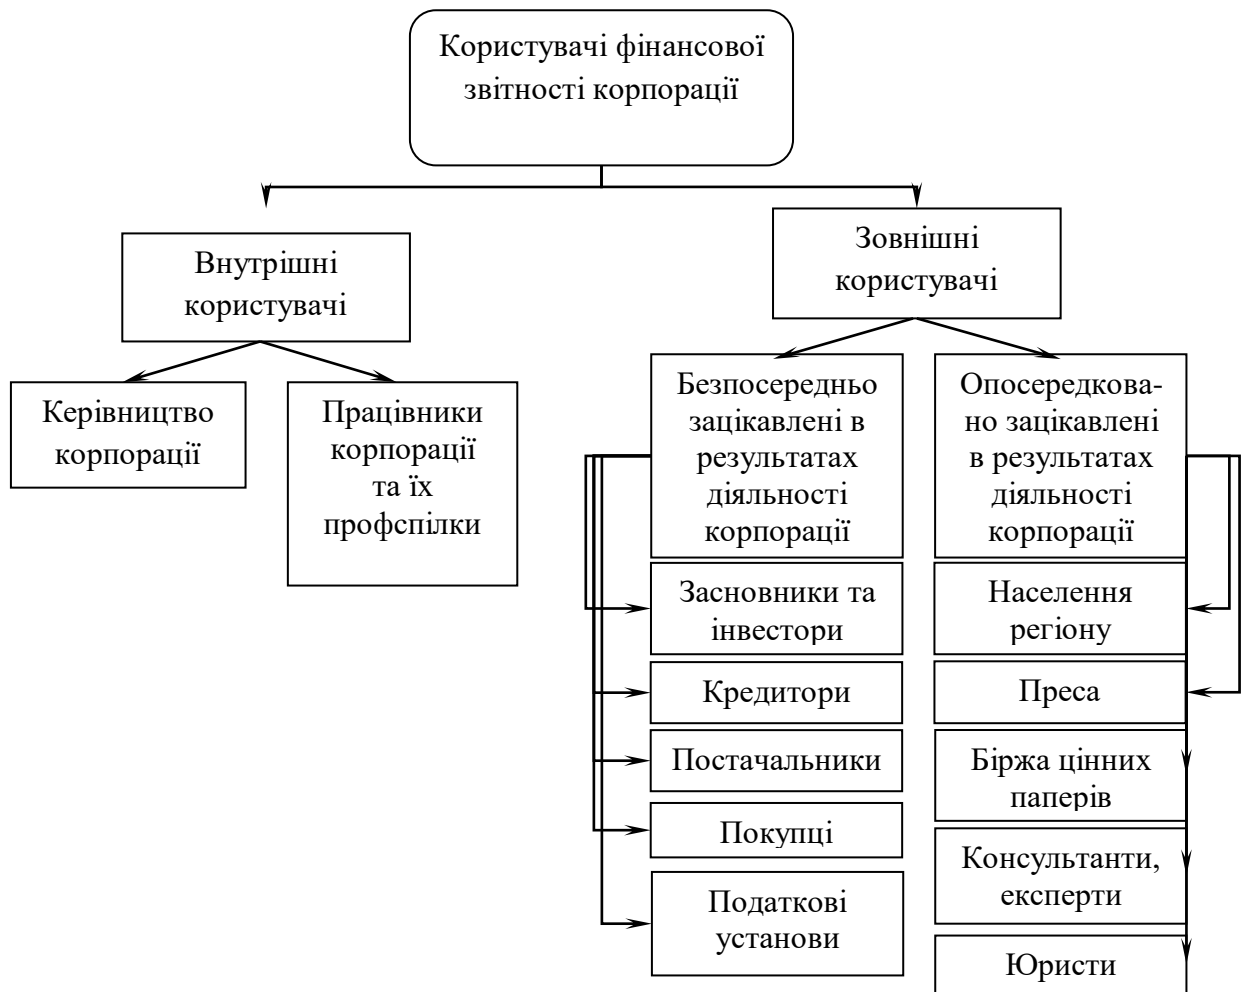 Користувачі фінансової
звітності корпорації
Внутрішні
користувачі
Зовнішні
користувачі
Керівництво
корпорації
Працівники
корпорації
та їх
профспілки
Безпосередньо
зацікавлені в
результатах
діяльності
корпорації
Опосередкова-
но зацікавлені
в результатах
діяльності
корпорації
Засновники та
інвестори
Кредитори
Постачальники
Покупці
Податкові
установи
Населення
регіону
Преса
Біржа цінних
паперів
Консультанти,
експерти
Юристи